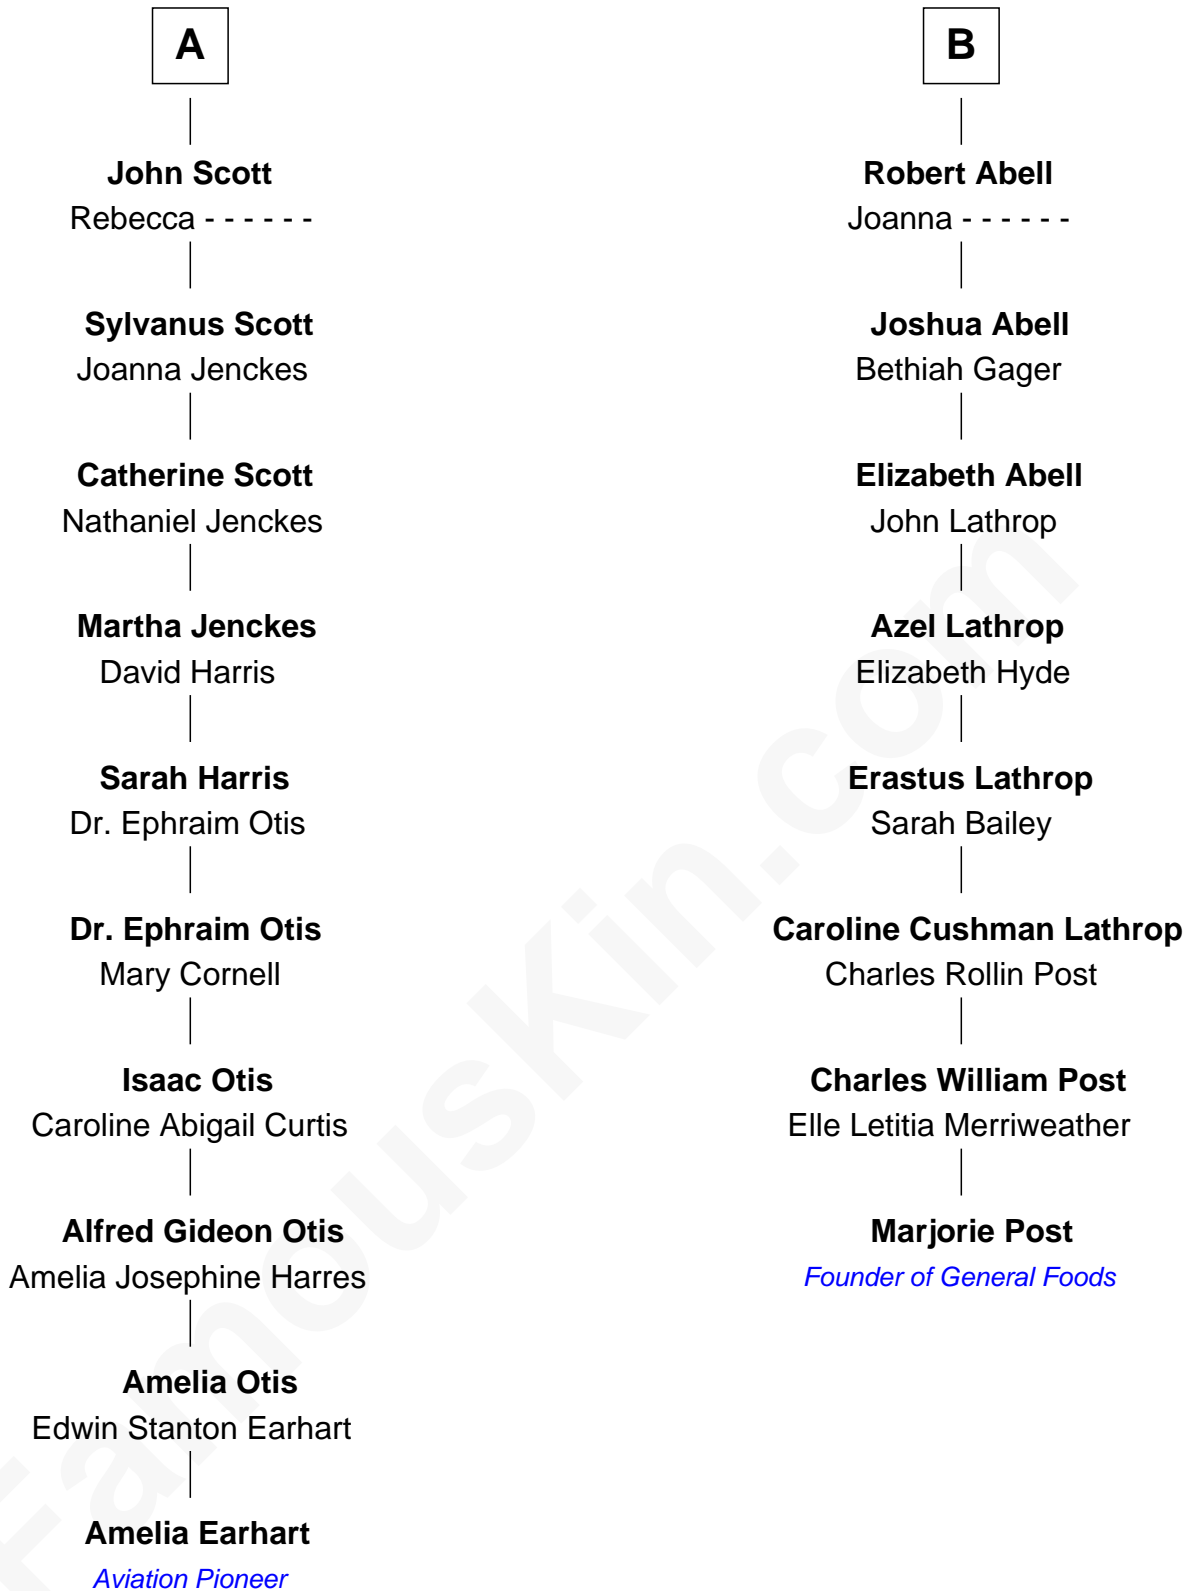 A
John Scott
Rebecca - - - - - -
Sylvanus Scott
Joanna Jenckes
Catherine Scott
Nathaniel Jenckes
Martha Jenckes
David Harris
Sarah Harris
Dr. Ephraim Otis
Dr. Ephraim Otis
Mary Cornell
Isaac Otis
Caroline Abigail Curtis
Alfred Gideon Otis
Amelia Josephine Harres
Amelia Otis
Edwin Stanton Earhart
Amelia Earhart
Aviation Pioneer
B
Robert Abell
Joanna - - - - - -
Joshua Abell
Bethiah Gager
Elizabeth Abell
John Lathrop
Azel Lathrop
Elizabeth Hyde
Erastus Lathrop
Sarah Bailey
Caroline Cushman Lathrop
Charles Rollin Post
Charles William Post
Elle Letitia Merriweather
Marjorie Post
Founder of General Foods
FamousKin.com